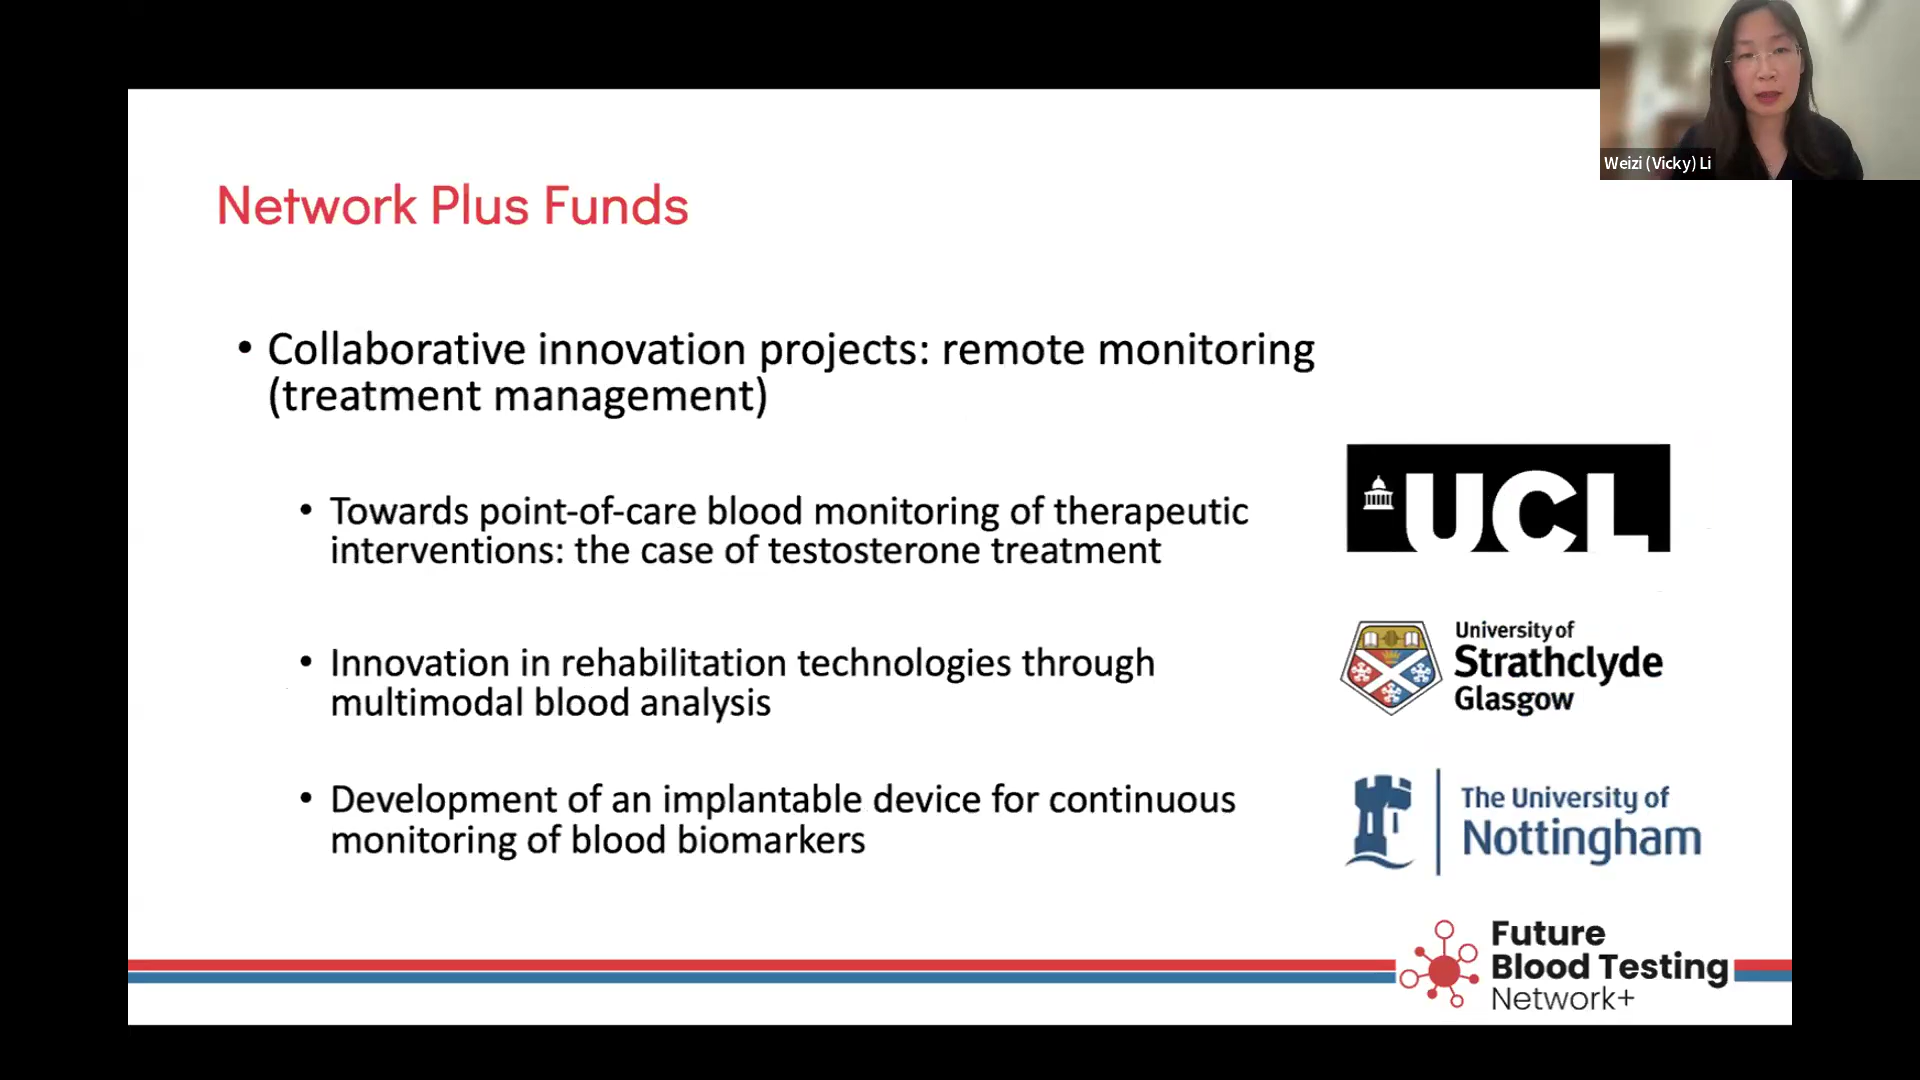 Weizi (Vicky) Li
Network Plus Funds
• Collaborative innovation projects: remote monitoring
(treatment management)
• Towards point-of-care blood monitoring of therapeutic
interventions: the case of testosterone treatment
UCL
• Innovation in rehabilitation technologies through
multimodal blood analysis
University of
Strathclyde
Glasgow
• Development of an implantable device for continuous
monitoring of blood biomarkers
The University of
Nottingham
Future
Blood Testing
Network+